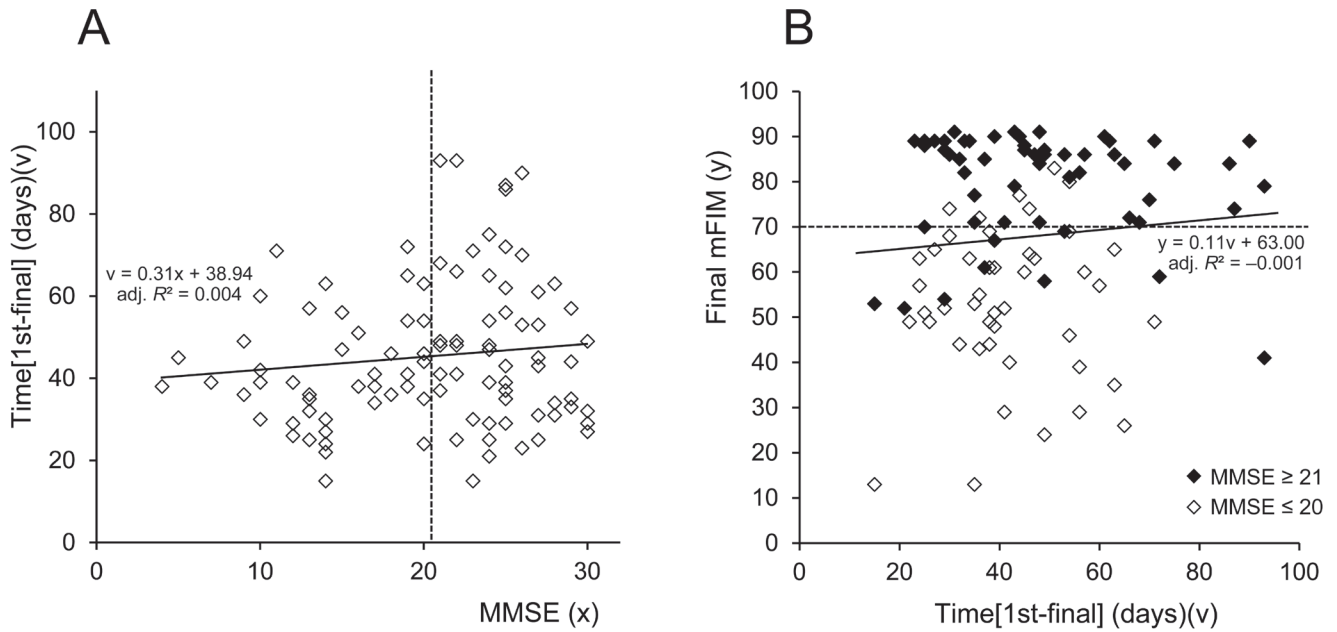 A
Time[1st-final] (days)(v)
100
80
60
40
20
0
v = 0.31x + 38.94
adj. R² = 0.004
0 10 20 30
MMSE (x)
B
Final mFIM (y)
100
90
80
70
60
50
40
30
20
10
0
y = 0.11v + 63.00
adj. R² = –0.001
MMSE ≥ 21
MMSE ≤ 20
0 20 40 60 80 100
Time[1st-final] (days)(v)